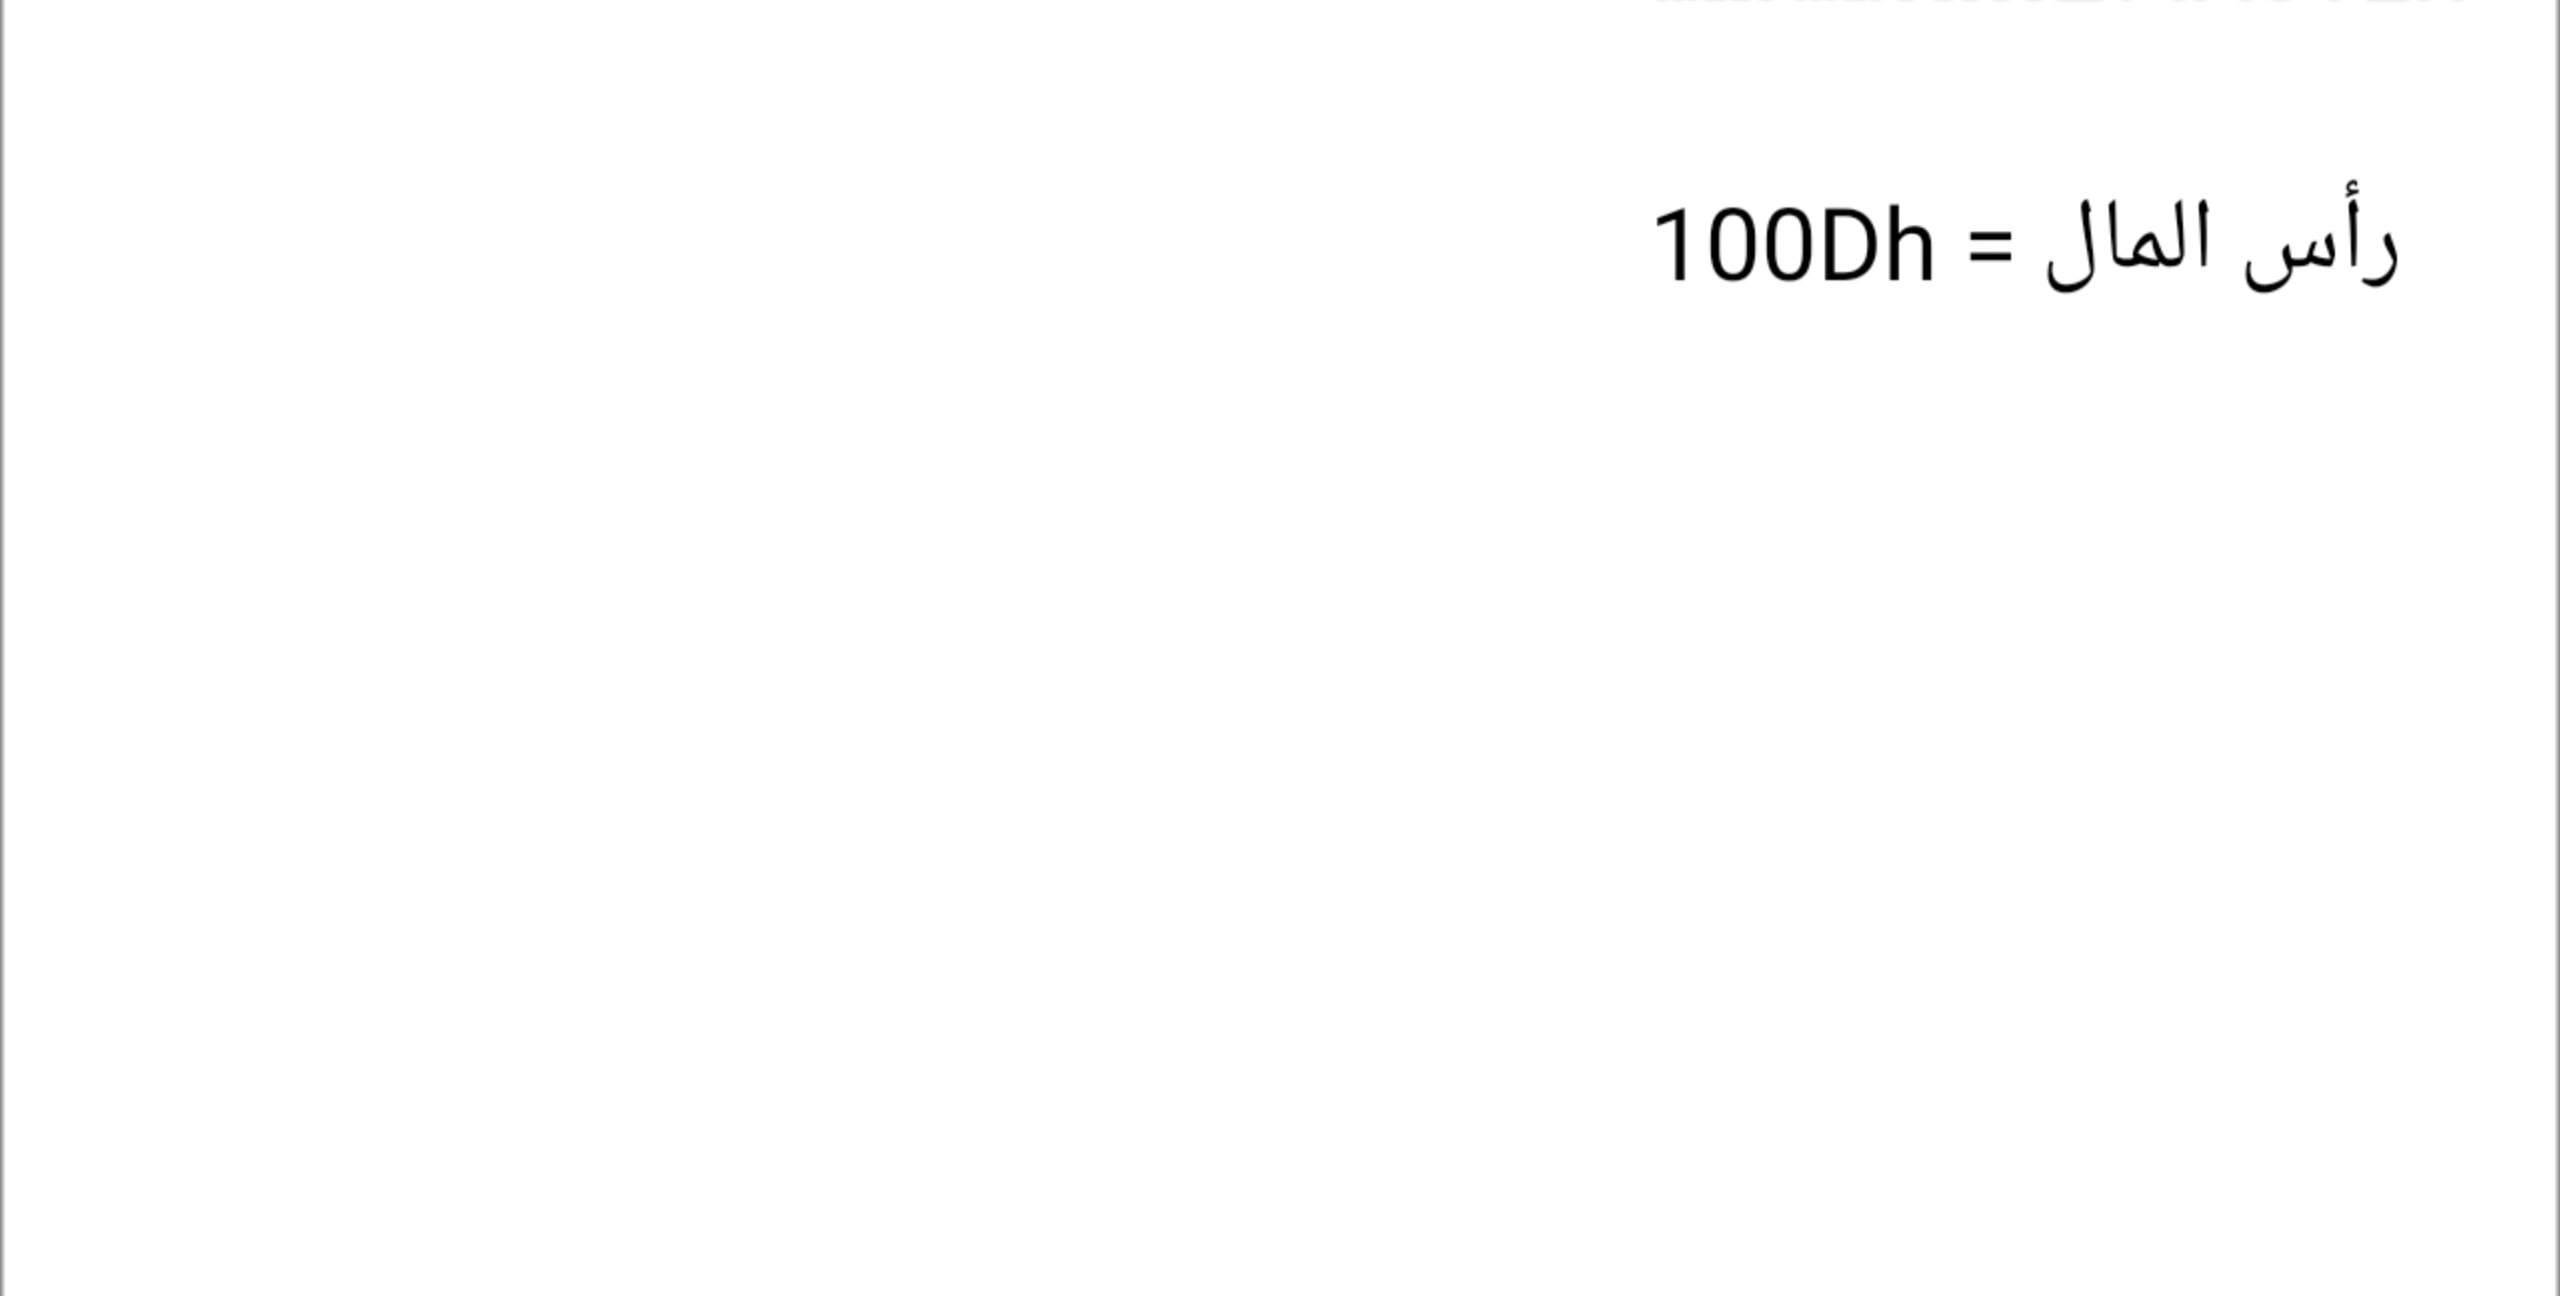 رأس المال = 100Dh